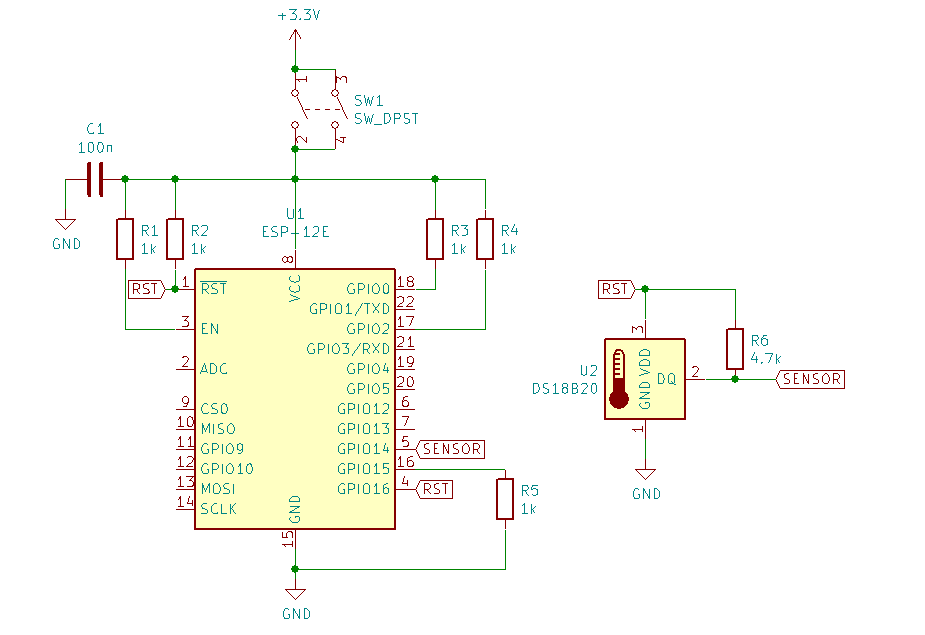 +3.3V
1
3
SW1
SW_DPST
2
4
C1
100n
GND
R1
1k
R2
1k
U1
ESP-12E
R3
1k
R4
1k
8
VCC
RST
1
RST
3
EN
2
ADC
9
CSO
10
MISO
11
GPIO9
12
GPIO10
13
MOSI
14
SCLK
GPIO0
18
GPIO1/TXD
22
GPIO2
17
GPIO3/RXD
21
GPIO4
19
GPIO5
20
GPIO12
6
GPIO13
7
GPIO14
5
SENSOR
GPIO15
16
GPIO16
4
RST
R5
1k
GND
15
GND
RST
3
R6
4.7k
U2
DS18B20
VDD
GND
DQ
2
SENSOR
1
GND